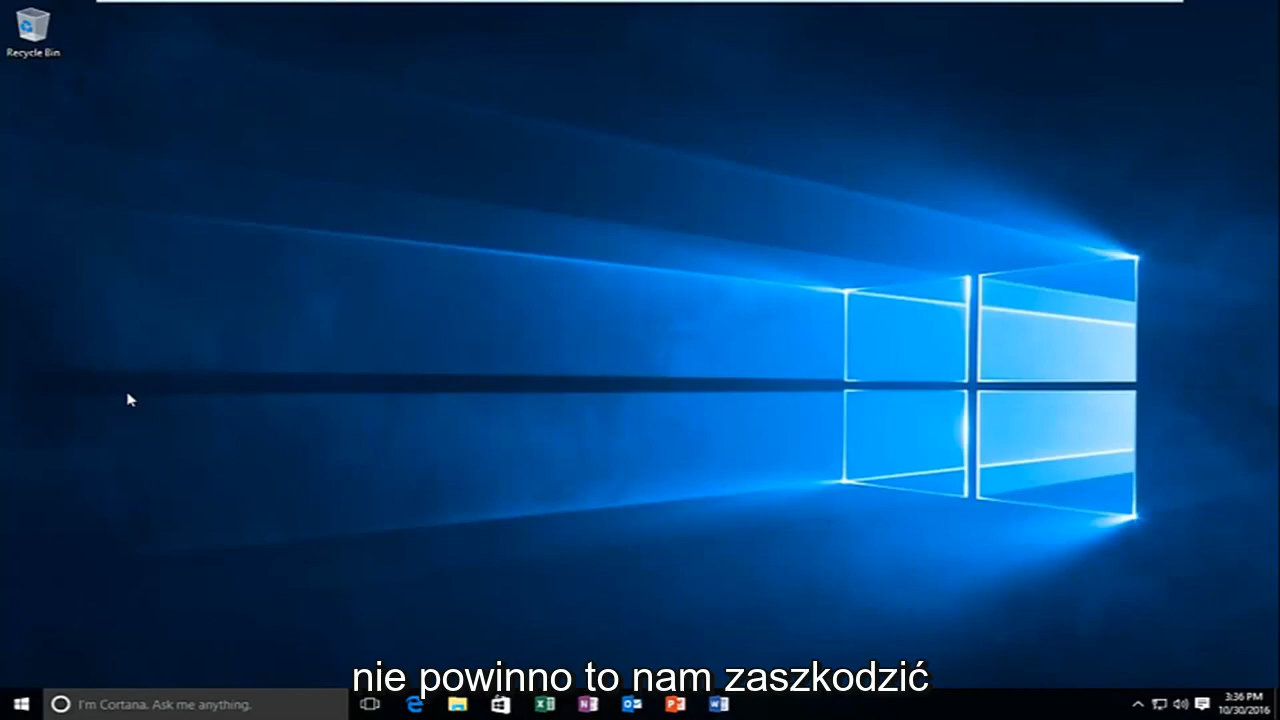 Recycle Bin
nie powinno to nam zaszkodzić
I'm Cortana. Ask me anything.
3:36 PM
10/30/2016